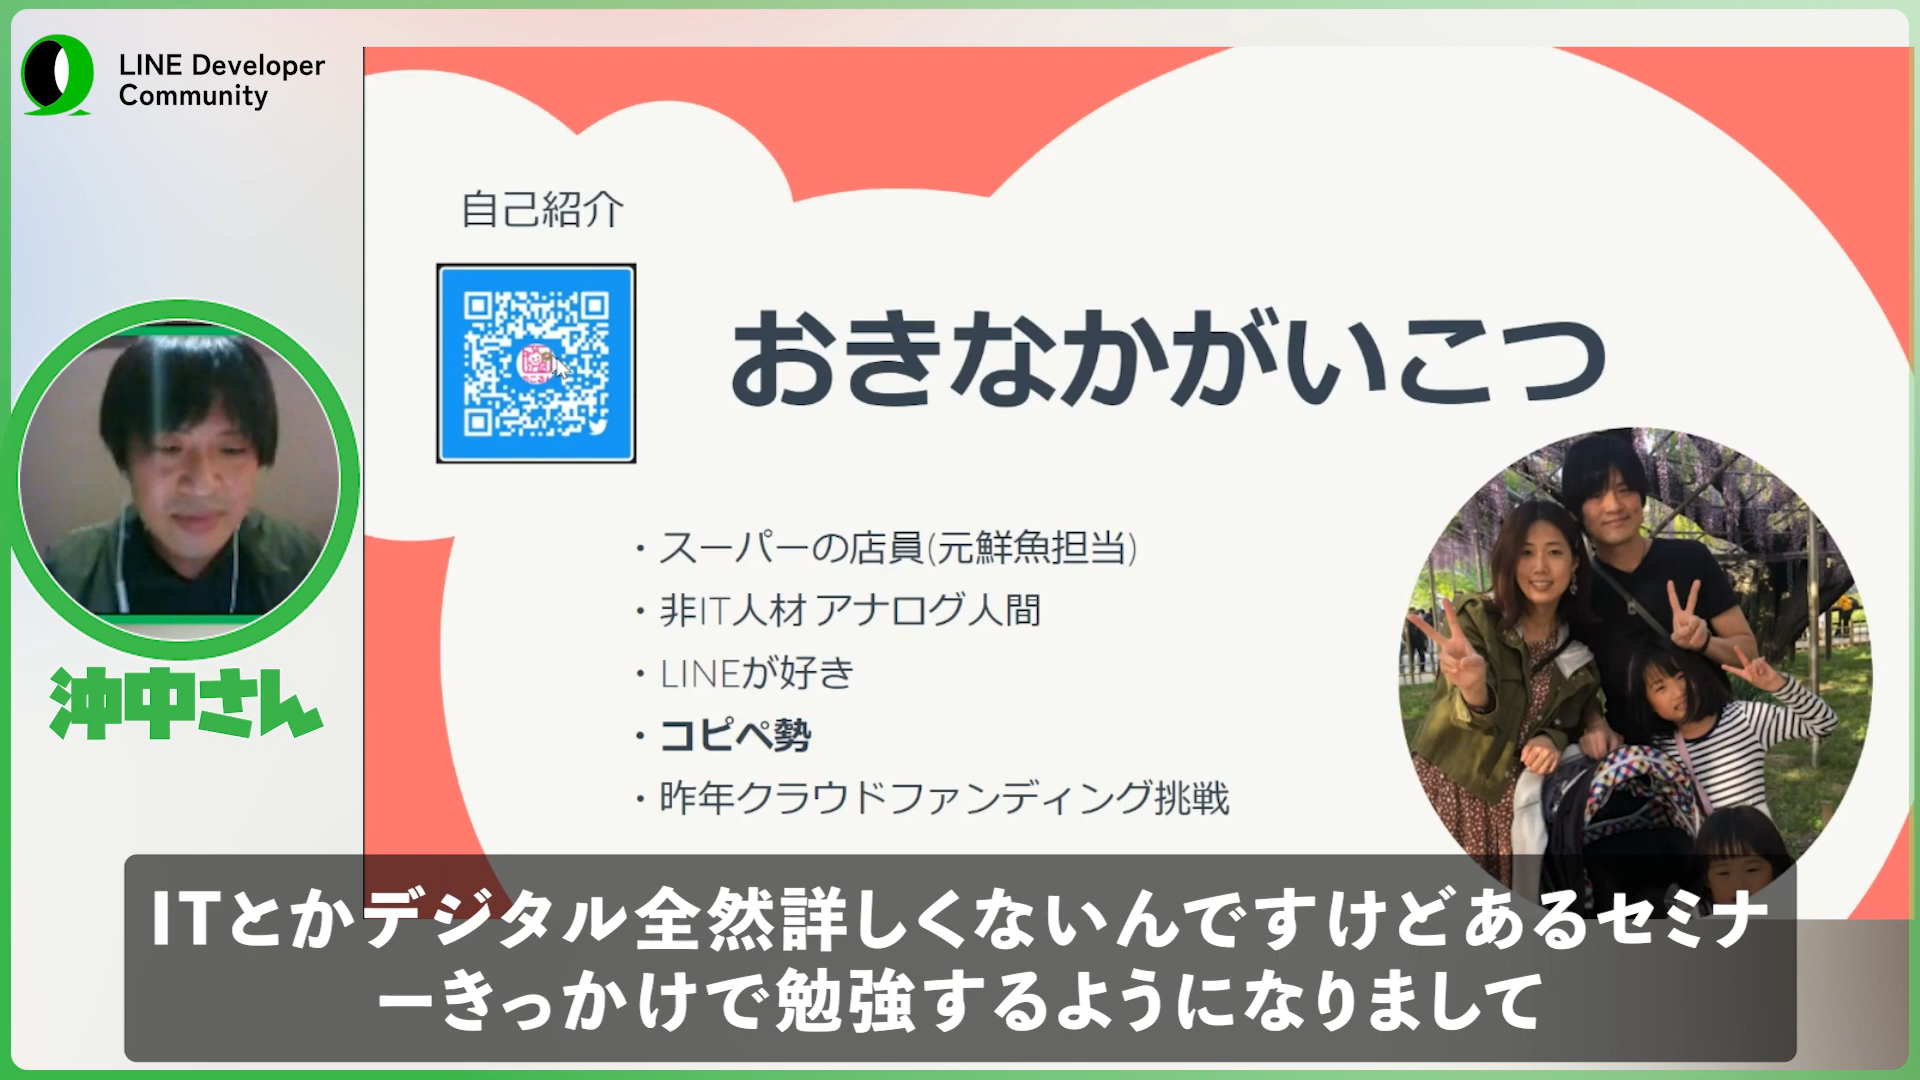 LINE Developer
Community
自己紹介
おきなかがいこつ
・スーパーの店員(元鮮魚担当)
・非IT人材 アナログ人間
・LINEが好き
・コピペ勢
・昨年クラウドファンディング挑戦
沖中さん
ITとかデジタル全然詳しくないんですけどあるセミナ
ーきっかけで勉強するようになりまして